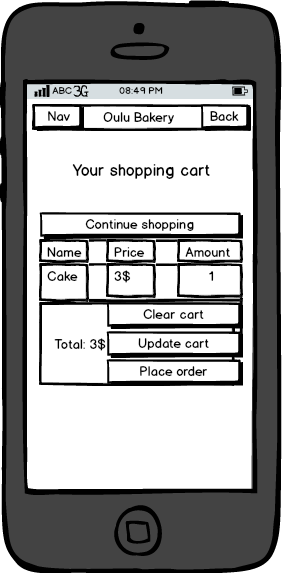 ABC 3G 08:49 PM
Nav Oulu Bakery Back
Your shopping cart
Continue shopping
Name Price Amount
Cake 3$ 1
Clear cart
Total: 3$ Update cart
Place order